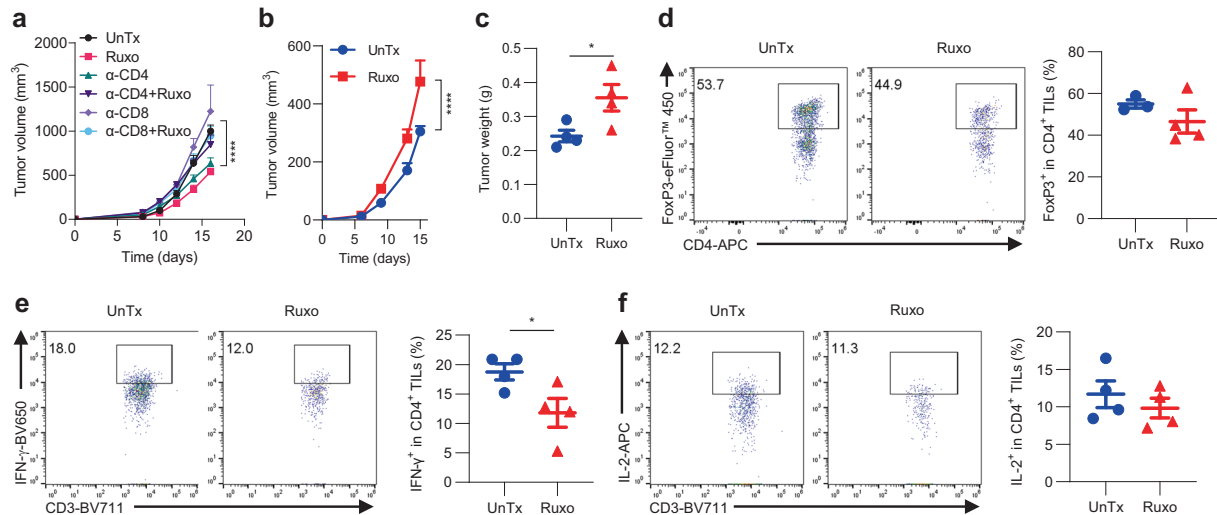 a
Tumor volume (mm³)
2000
1500
1000
500
0
0 5 10 15 20
Time (days)
UnTx
Ruxo
α-CD4
α-CD4+Ruxo
α-CD8
α-CD8+Ruxo
****
b
Tumor volume (mm³)
600
400
200
0
0 5 10 15
Time (days)
UnTx
Ruxo
****
c
Tumor weight (g)
0.5
0.4
0.3
0.2
0.1
0.0
*
UnTx Ruxo
d
UnTx Ruxo
FoxP3-eFluor™ 450
53.7
44.9
CD4-APC
FoxP3⁺ in CD4⁺ TILs (%)
80
60
40
20
0
UnTx Ruxo
e
UnTx Ruxo
IFN-γ-BV650
18.0
12.0
CD3-BV711
IFN-γ⁺ in CD4⁺ TILs (%)
25
20
15
10
5
0
*
UnTx Ruxo
f
UnTx Ruxo
IL-2-APC
12.2
11.3
CD3-BV711
IL-2⁺ in CD4⁺ TILs (%)
20
15
10
5
0
UnTx Ruxo